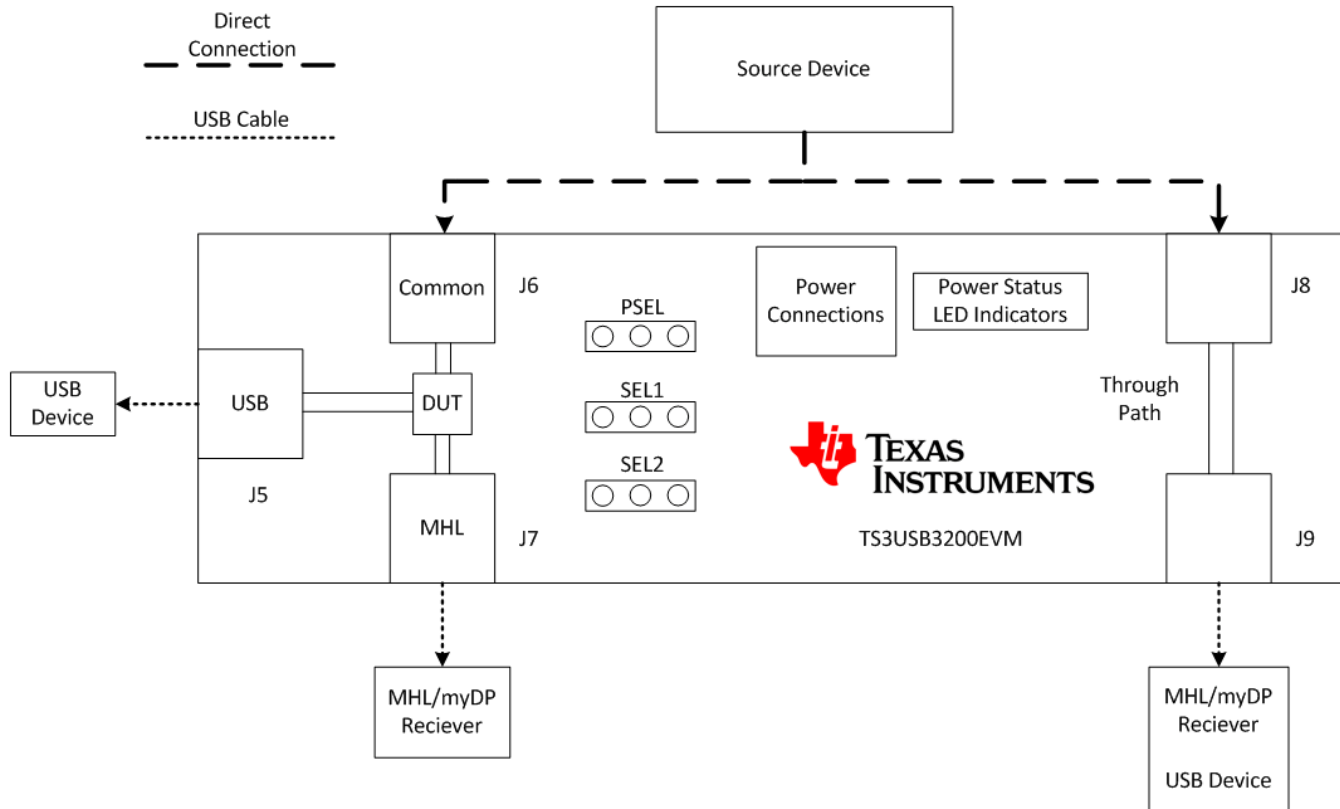 Direct
Connection
USB Cable
Source Device
Common
J6
PSEL
Power
Connections
Power Status
LED Indicators
J8
USB
Device
USB
DUT
SEL1
Through
Path
SEL2
TEXAS
INSTRUMENTS
J5
MHL
J7
TS3USB3200EVM
J9
MHL/myDP
Reciever
MHL/myDP
Reciever
USB Device